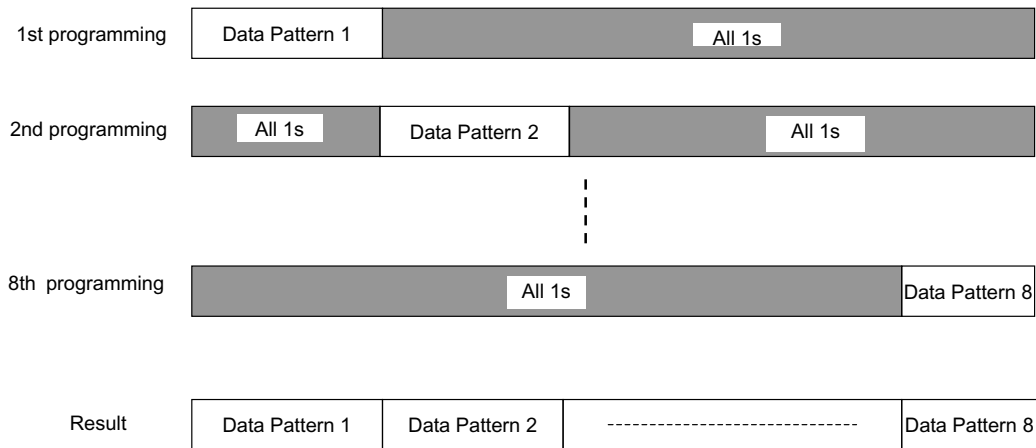 1st programming
Data Pattern 1
All 1s
2nd programming
All 1s
Data Pattern 2
All 1s
8th programming
All 1s
Data Pattern 8
Result
Data Pattern 1
Data Pattern 2
Data Pattern 8